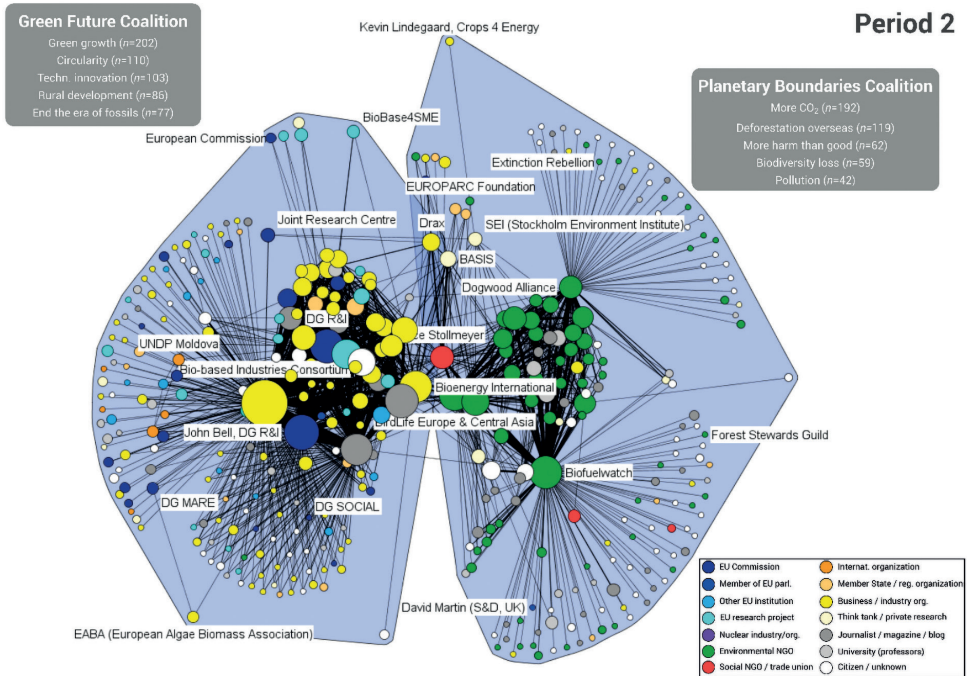 Green Future Coalition
Green growth (n=202)
Circularity (n=110)
Techn. innovation (n=103)
Rural development (n=86)
End the era of fossils (n=77)
Kevin Lindegaard, Crops 4 Energy
Period 2
Planetary Boundaries Coalition
More CO₂ (n=192)
Deforestation overseas (n=119)
More harm than good (n=62)
Biodiversity loss (n=59)
Pollution (n=42)
BioBase4SME
European Commission
Extinction Rebellion
EUROPARC Foundation
Joint Research Centre
Drax
SEI (Stockholm Environment Institute)
BASIS
Dogwood Alliance
DG R&I
ze Stollmeyer
UNDP Moldova
Bio-based Industries Consortium
Bioenergy International
John Bell, DG R&I
BirdLife Europe & Central Asia
Forest Stewards Guild
Biofuelwatch
DG MARE
DG SOCIAL
David Martin (S&D, UK)
EABA (European Algae Biomass Association)
EU Commission
Member of EU parl.
Other EU institution
EU research project
Nuclear industry/org.
Environmental NGO
Social NGO / trade union
Internat. organization
Member State / reg. organization
Business / industry org.
Think tank / private research
Journalist / magazine / blog
University (professors)
Citizen / unknown